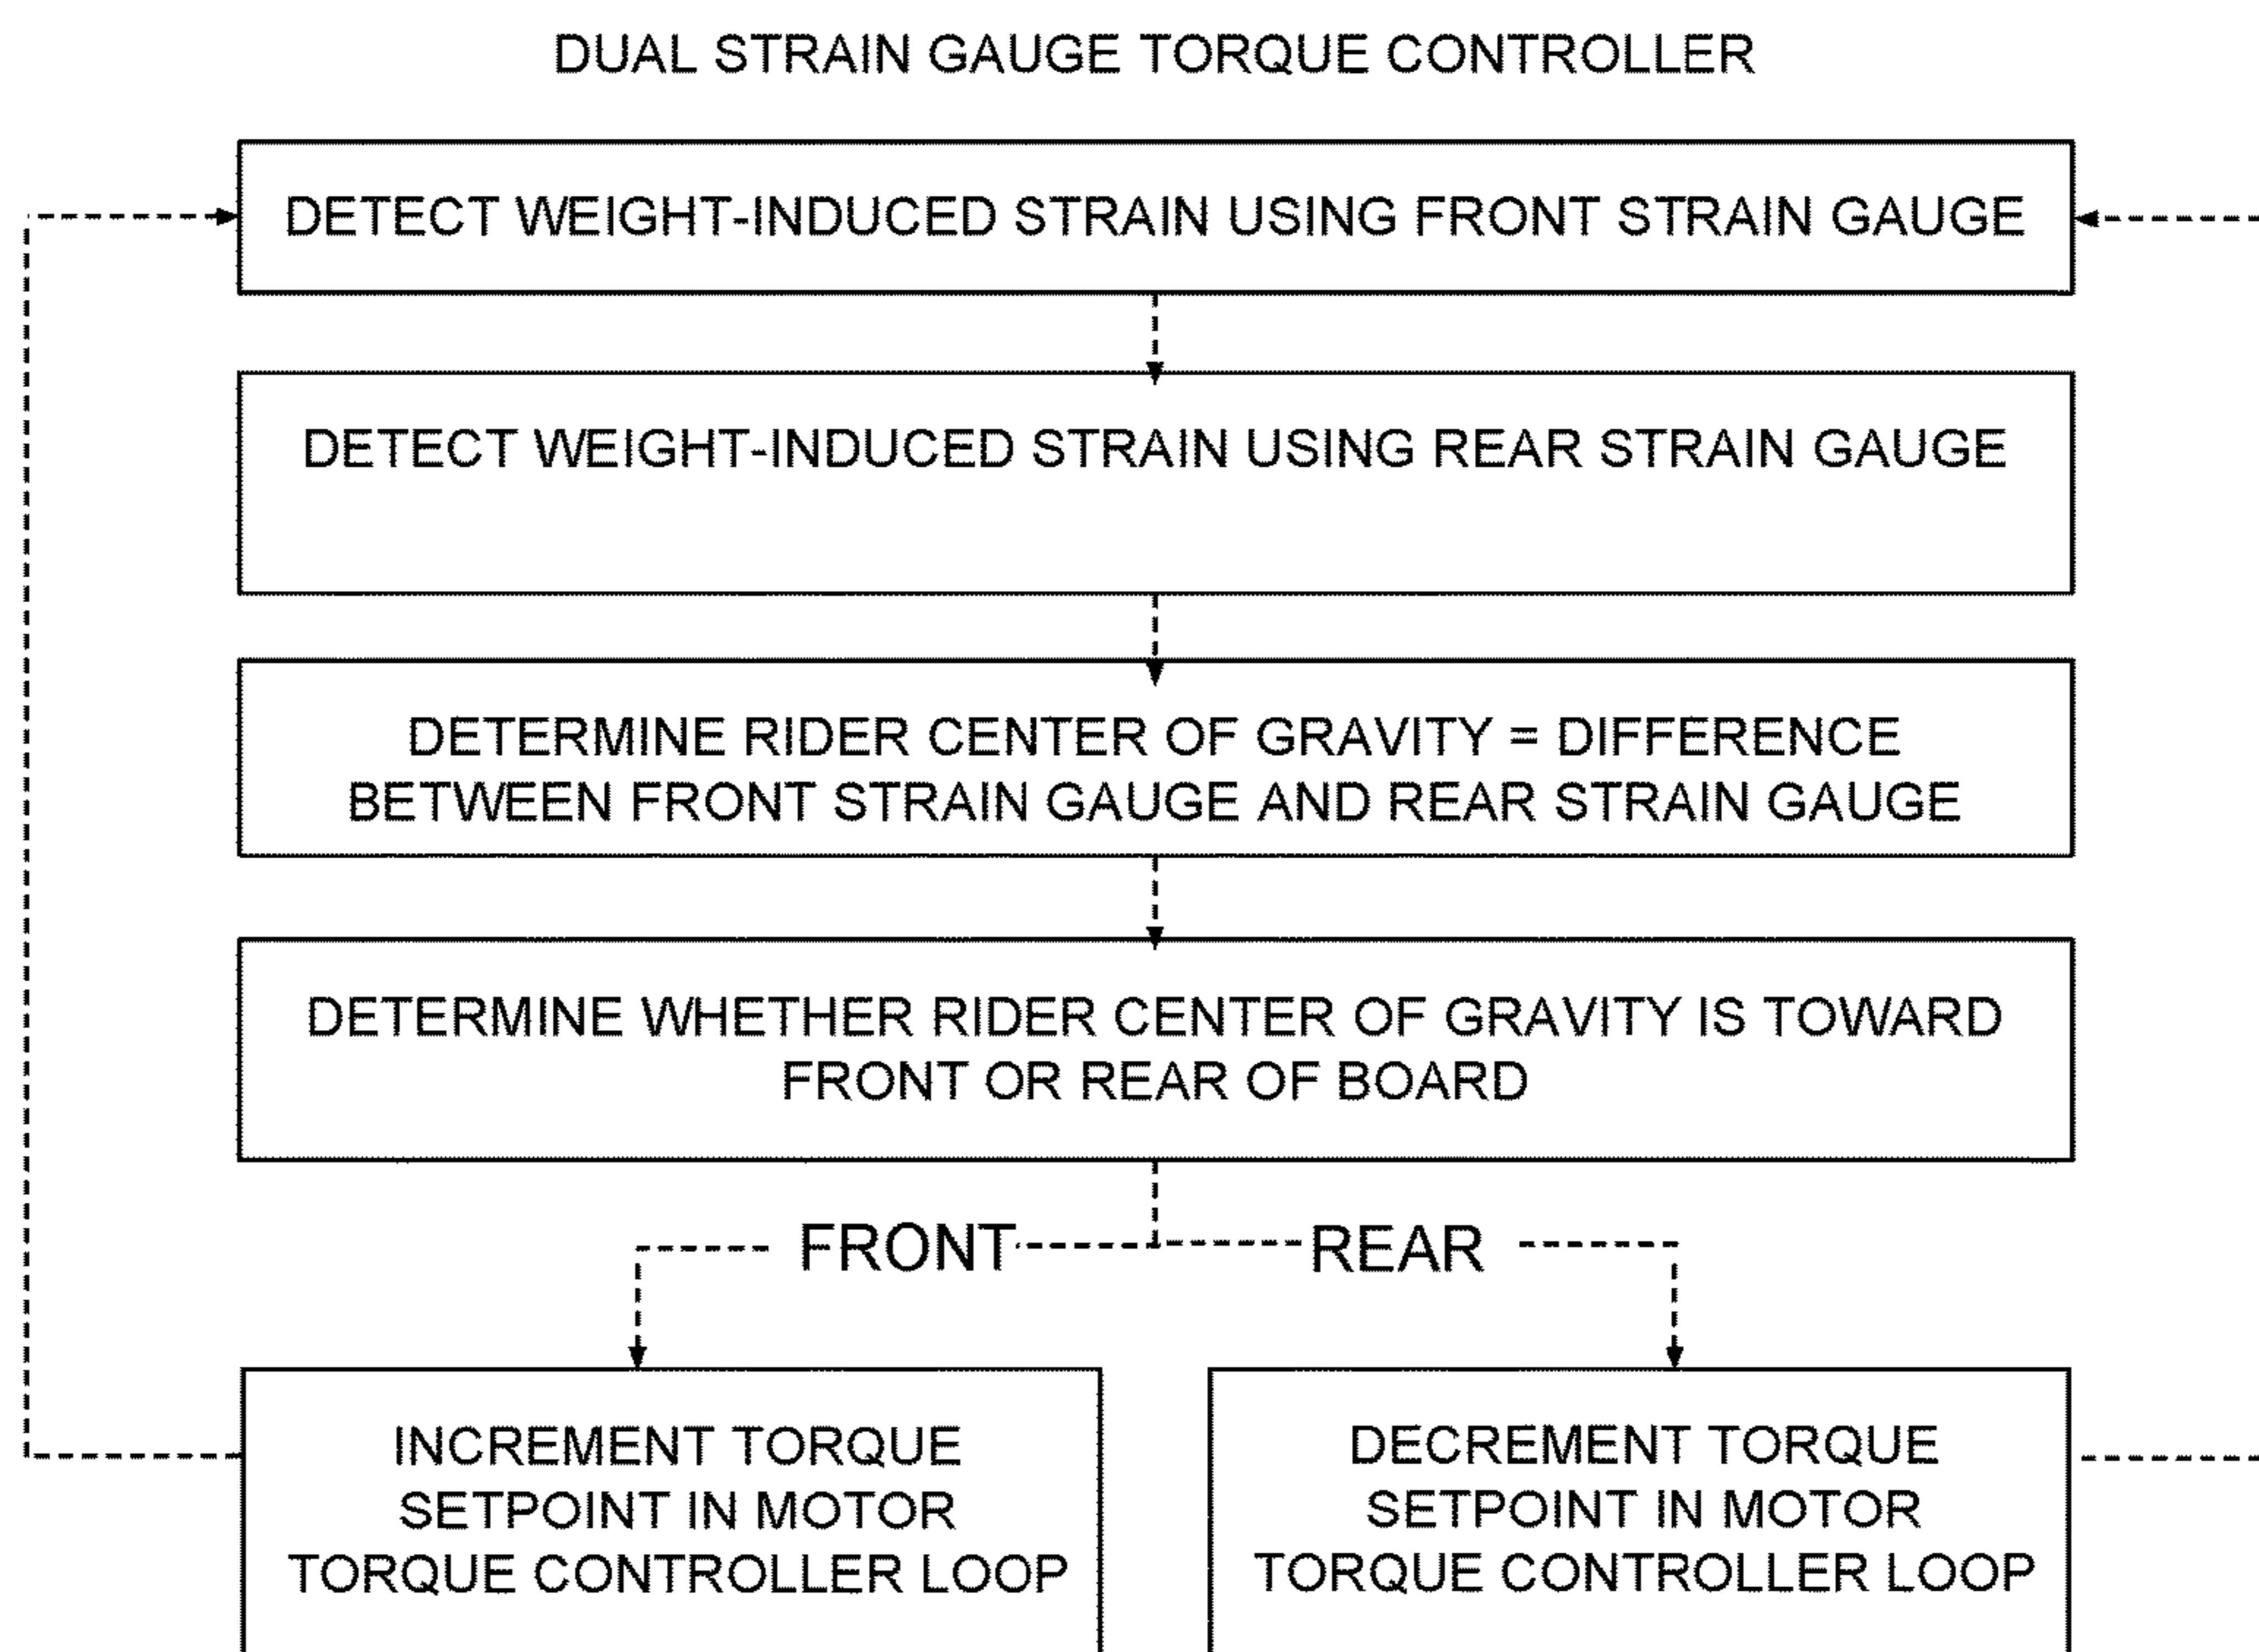 DUAL STRAIN GAUGE TORQUE CONTROLLER
DETECT WEIGHT-INDUCED STRAIN USING FRONT STRAIN GAUGE
DETECT WEIGHT-INDUCED STRAIN USING REAR STRAIN GAUGE
DETERMINE RIDER CENTER OF GRAVITY = DIFFERENCE
BETWEEN FRONT STRAIN GAUGE AND REAR STRAIN GAUGE
DETERMINE WHETHER RIDER CENTER OF GRAVITY IS TOWARD
FRONT OR REAR OF BOARD
FRONT
REAR
INCREMENT TORQUE
SETPOINT IN MOTOR
TORQUE CONTROLLER LOOP
DECREMENT TORQUE
SETPOINT IN MOTOR
TORQUE CONTROLLER LOOP